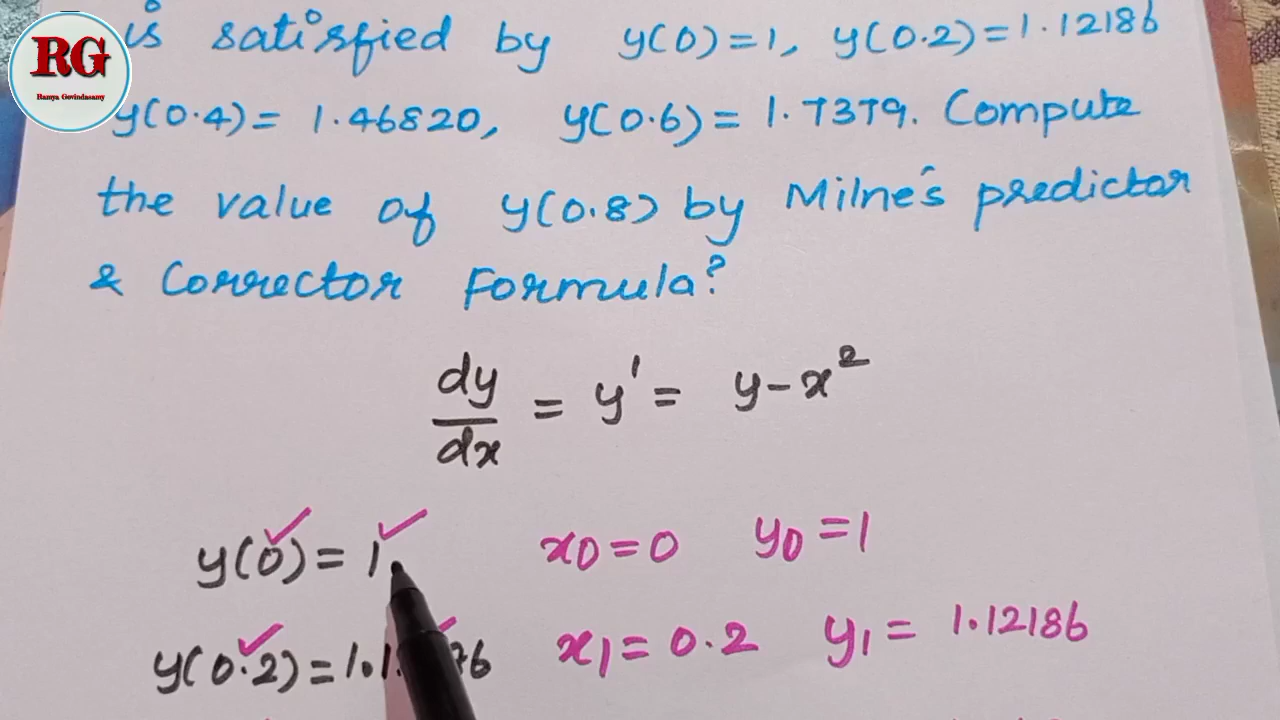 RG
Ramya Govindasamy
is satisfied by y(0)=1, y(0.2)=1.12186
y(0.4)= 1.46820, y(0.6)= 1.7379. Compute
the value of y(0.8) by Milne's predictor
& Corrector Formula?
dy/dx = y' = y-x²
y(0)= 1 x0=0 y0=1
y(0.2)= x1=0.2 y1= 1.12186